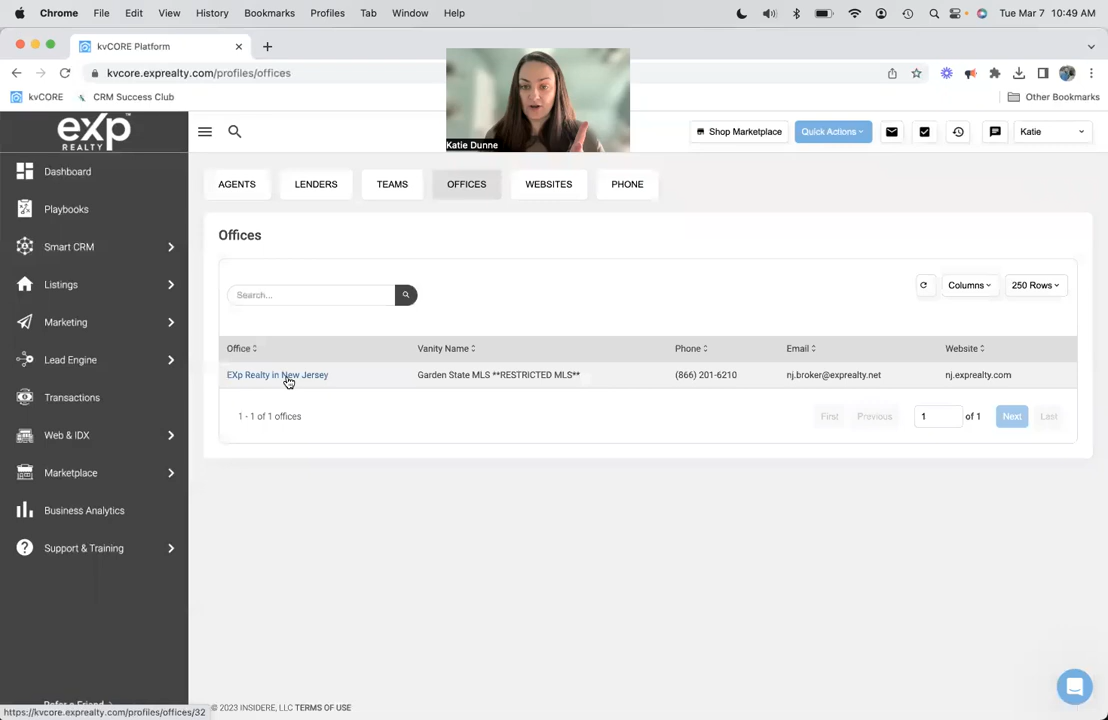 Chrome File Edit View History Bookmarks Profiles Tab Window Help Tue Mar 7 10:49 AM
kvCORE Platform
kvcore.exprealty.com/profiles/offices
kvCORE CRM Success Club Other Bookmarks
Katie Dunne
exp REALTY
Shop Marketplace Quick Actions Katie
Dashboard
Playbooks
Smart CRM
Listings
Marketing
Lead Engine
Transactions
Web & IDX
Marketplace
Business Analytics
Support & Training
Refer a Friend
AGENTS LENDERS TEAMS OFFICES WEBSITES PHONE
Offices
Search... Columns 250 Rows
Office Vanity Name Phone Email Website
EXp Realty in New Jersey Garden State MLS **RESTRICTED MLS** (866) 201-6210 nj.broker@exprealty.net nj.exprealty.com
1 - 1 of 1 offices First Previous 1 of 1 Next Last
https://kvcore.exprealty.com/profiles/offices/32 © 2023 INSIDERE, LLC TERMS OF USE